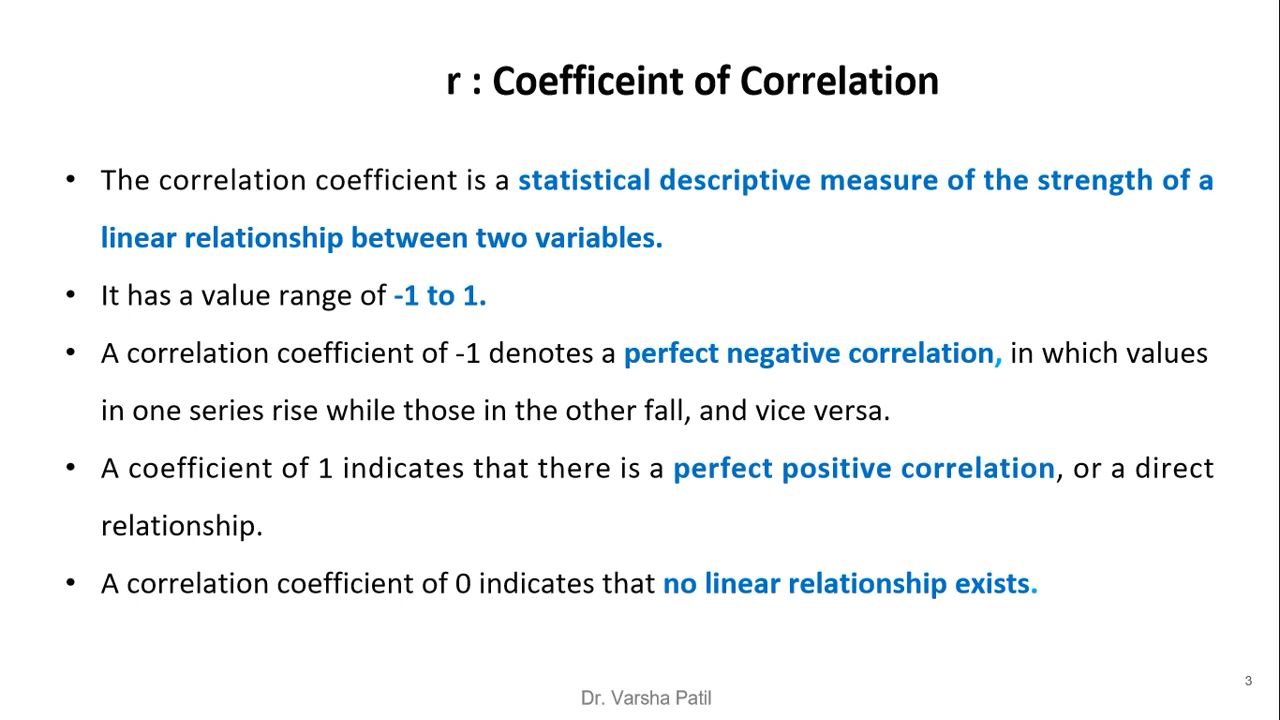 r : Coefficeint of Correlation
• The correlation coefficient is a statistical descriptive measure of the strength of a
linear relationship between two variables.
• It has a value range of -1 to 1.
• A correlation coefficient of -1 denotes a perfect negative correlation, in which values
in one series rise while those in the other fall, and vice versa.
• A coefficient of 1 indicates that there is a perfect positive correlation, or a direct
relationship.
• A correlation coefficient of 0 indicates that no linear relationship exists.
3
Dr. Varsha Patil